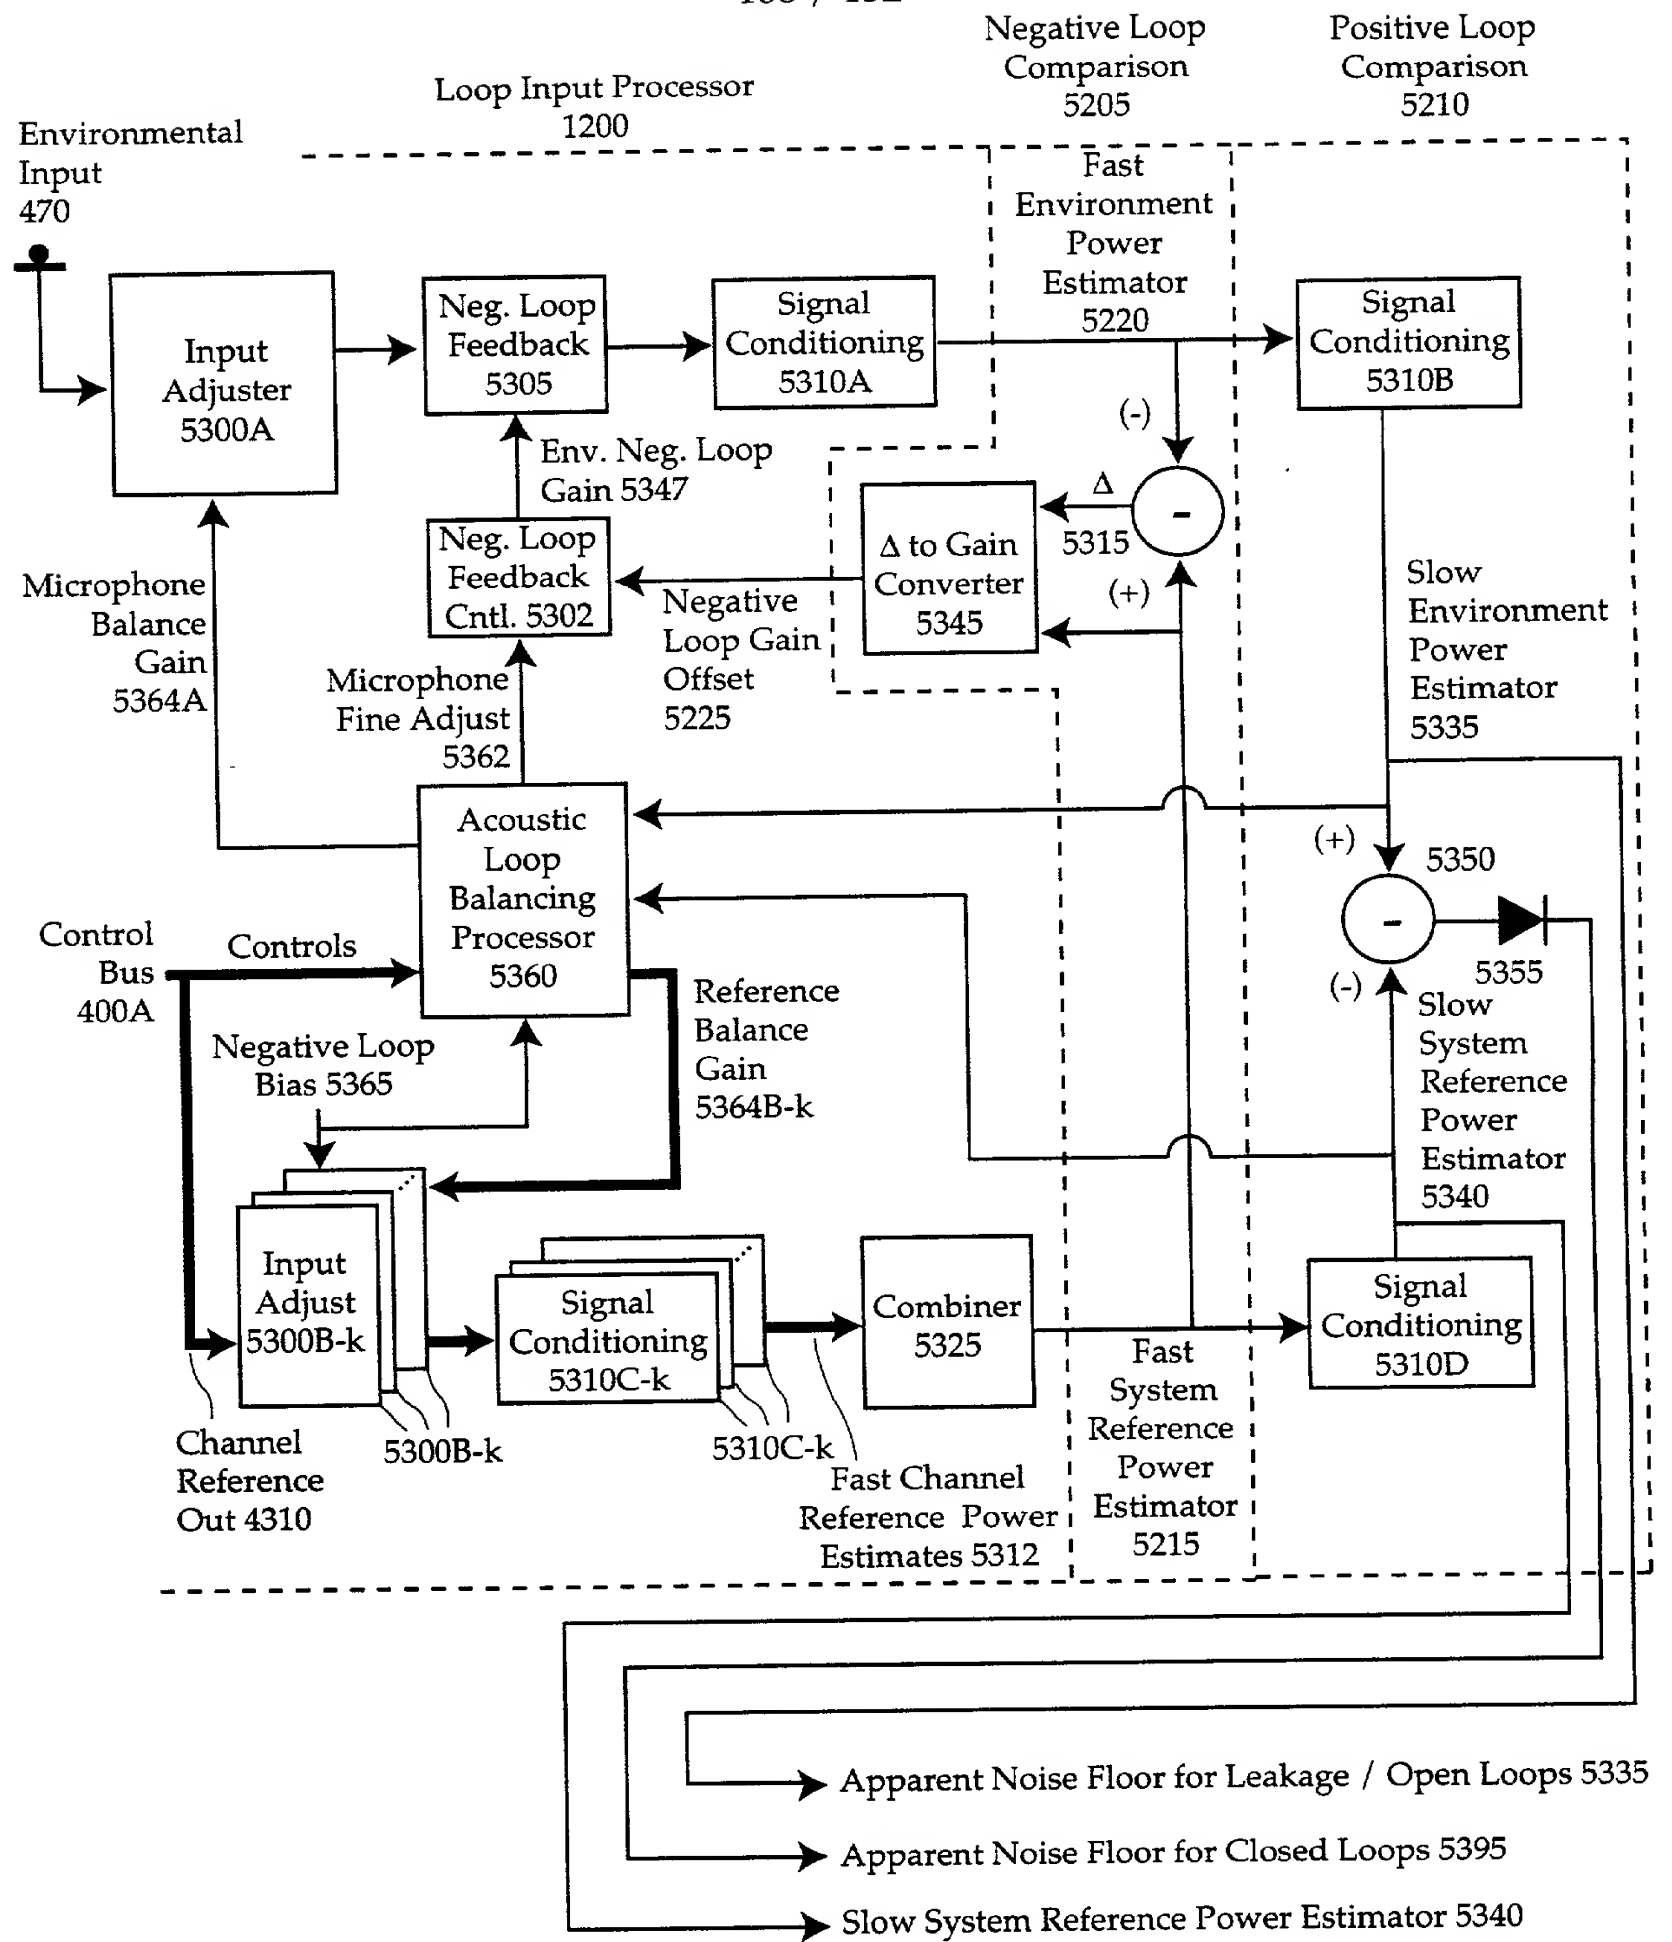 Negative Loop
Comparison
5205
Positive Loop
Comparison
5210
Loop Input Processor
1200
Environmental
Input
470
Fast
Environment
Power
Estimator
5220
Input
Adjuster
5300A
Neg. Loop
Feedback
5305
Signal
Conditioning
5310A
Signal
Conditioning
5310B
(-)
Env. Neg. Loop
Gain 5347
Δ
-
5315
Neg. Loop
Feedback
Cntl. 5302
Δ to Gain
Converter
5345
(+)
Negative
Loop Gain
Offset
5225
Microphone
Balance
Gain
5364A
Microphone
Fine Adjust
5362
Slow
Environment
Power
Estimator
5335
Acoustic
Loop
Balancing
Processor
5360
(+)
5350
-
5355
(-)
Control
Bus
400A
Controls
Reference
Balance
Gain
5364B-k
Slow
System
Reference
Power
Estimator
5340
Negative Loop
Bias 5365
Input
Adjust
5300B-k
Signal
Conditioning
5310C-k
Combiner
5325
Signal
Conditioning
5310D
Fast
System
Reference
Power
Estimator
5215
Channel
Reference
Out 4310
5300B-k
5310C-k
Fast Channel
Reference Power
Estimates 5312
Apparent Noise Floor for Leakage / Open Loops 5335
Apparent Noise Floor for Closed Loops 5395
Slow System Reference Power Estimator 5340